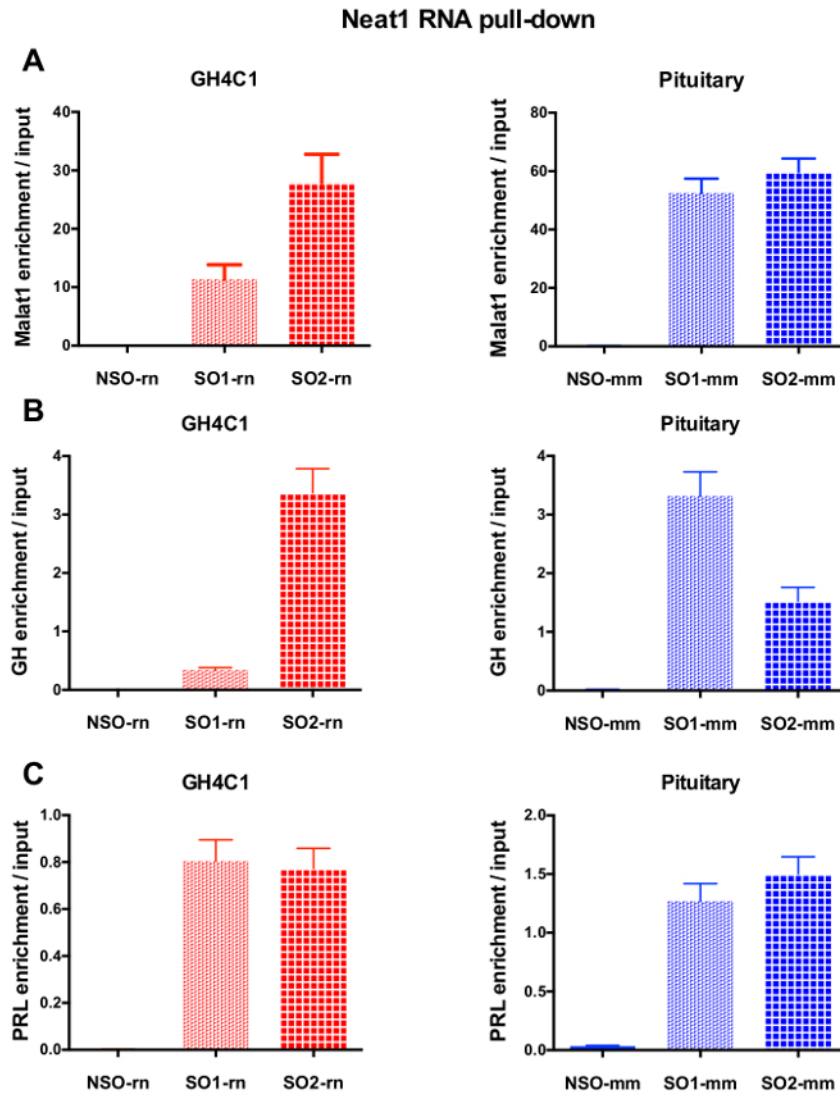 Neat1 RNA pull-down
A
GH4C1
Malat1 enrichment / input
40
30
20
10
0
NSO-rn SO1-rn SO2-rn
Pituitary
Malat1 enrichment / input
80
60
40
20
0
NSO-mm SO1-mm SO2-mm
B
GH4C1
GH enrichment / input
4
3
2
1
0
NSO-rn SO1-rn SO2-rn
Pituitary
GH enrichment / input
4
3
2
1
0
NSO-mm SO1-mm SO2-mm
C
GH4C1
PRL enrichment / input
1.0
0.8
0.6
0.4
0.2
0.0
NSO-rn SO1-rn SO2-rn
Pituitary
PRL enrichment / input
2.0
1.5
1.0
0.5
0.0
NSO-mm SO1-mm SO2-mm